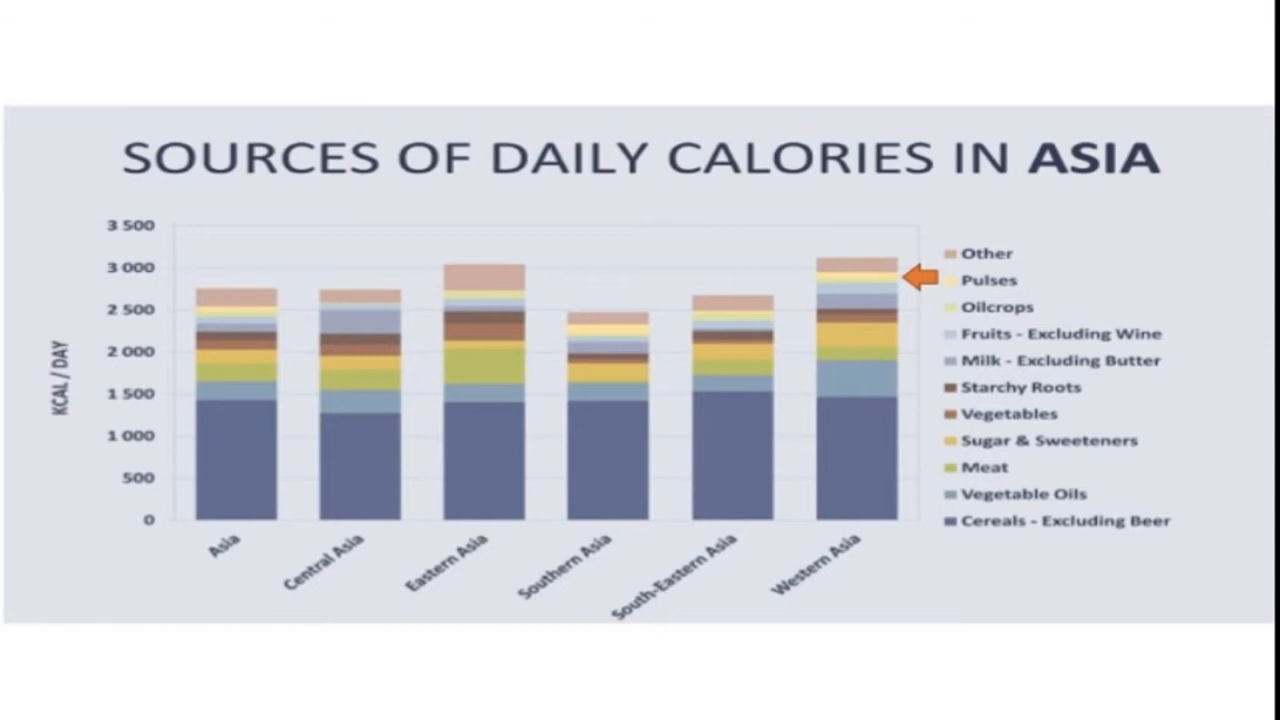 SOURCES OF DAILY CALORIES IN ASIA
KCAL / DAY
3 500
3 000
2 500
2 000
1 500
1 000
500
0
Asia
Central Asia
Eastern Asia
Southern Asia
South-Eastern Asia
Western Asia
Other
Pulses
Oilcrops
Fruits - Excluding Wine
Milk - Excluding Butter
Starchy Roots
Vegetables
Sugar & Sweeteners
Meat
Vegetable Oils
Cereals - Excluding Beer